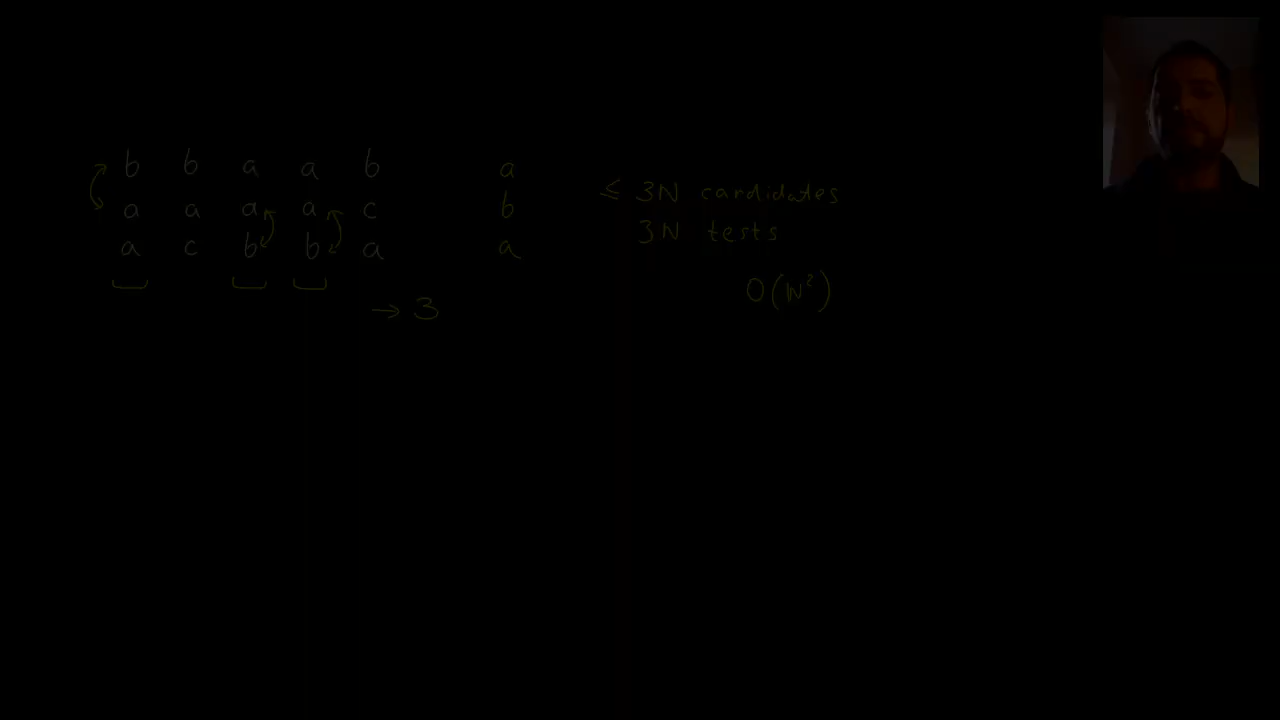 b b a a b a
a a a a c b
a c b b a a
→ 3
≤ 3N candidates
3N tests
O(N²)